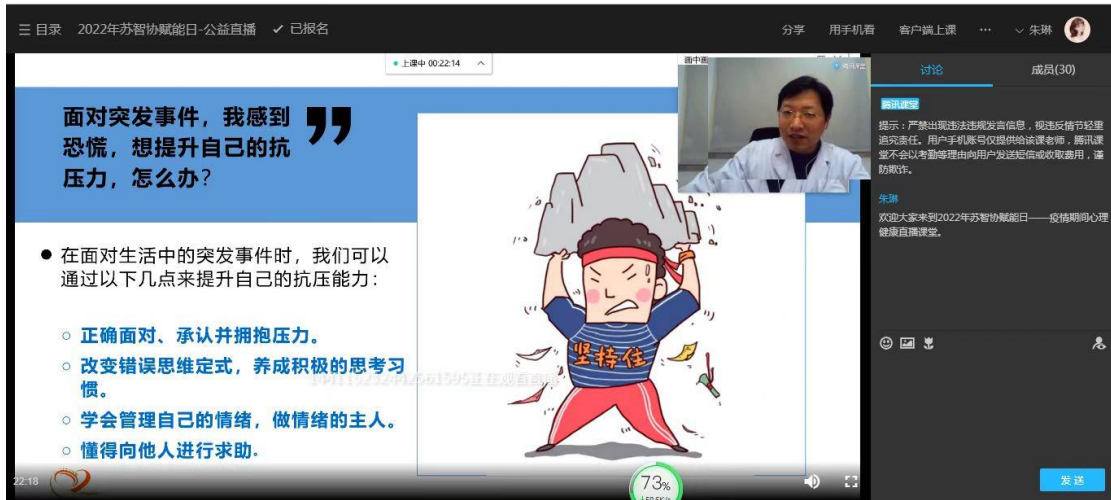 目录 2022年苏智协赋能日-公益直播 ✓ 已报名
分享 用手机看 客户端上课 ··· 朱琳
上课中 00:22:14
腾讯课堂
面对突发事件，我感到
恐慌，想提升自己的抗
压力，怎么办？
● 在面对生活中的突发事件时，我们可以
通过以下几点来提升自己的抗压能力：
○ 正确面对、承认并拥抱压力。
○ 改变错误思维定式，养成积极的思考习
惯。
○ 学会管理自己的情绪，做情绪的主人。
○ 懂得向他人进行求助.
坚持住
正在观看直播
22:18
73%
讨论 成员(30)
腾讯课堂
提示：严禁出现违法违规发言信息，视违反情节轻重
追究责任。用户手机账号仅提供给该课老师，腾讯课
堂不会以考勤等理由向用户发送短信或收取费用，谨
防欺诈。
朱琳
欢迎大家来到2022年苏智协赋能日——疫情期间心理
健康直播课堂。
发送